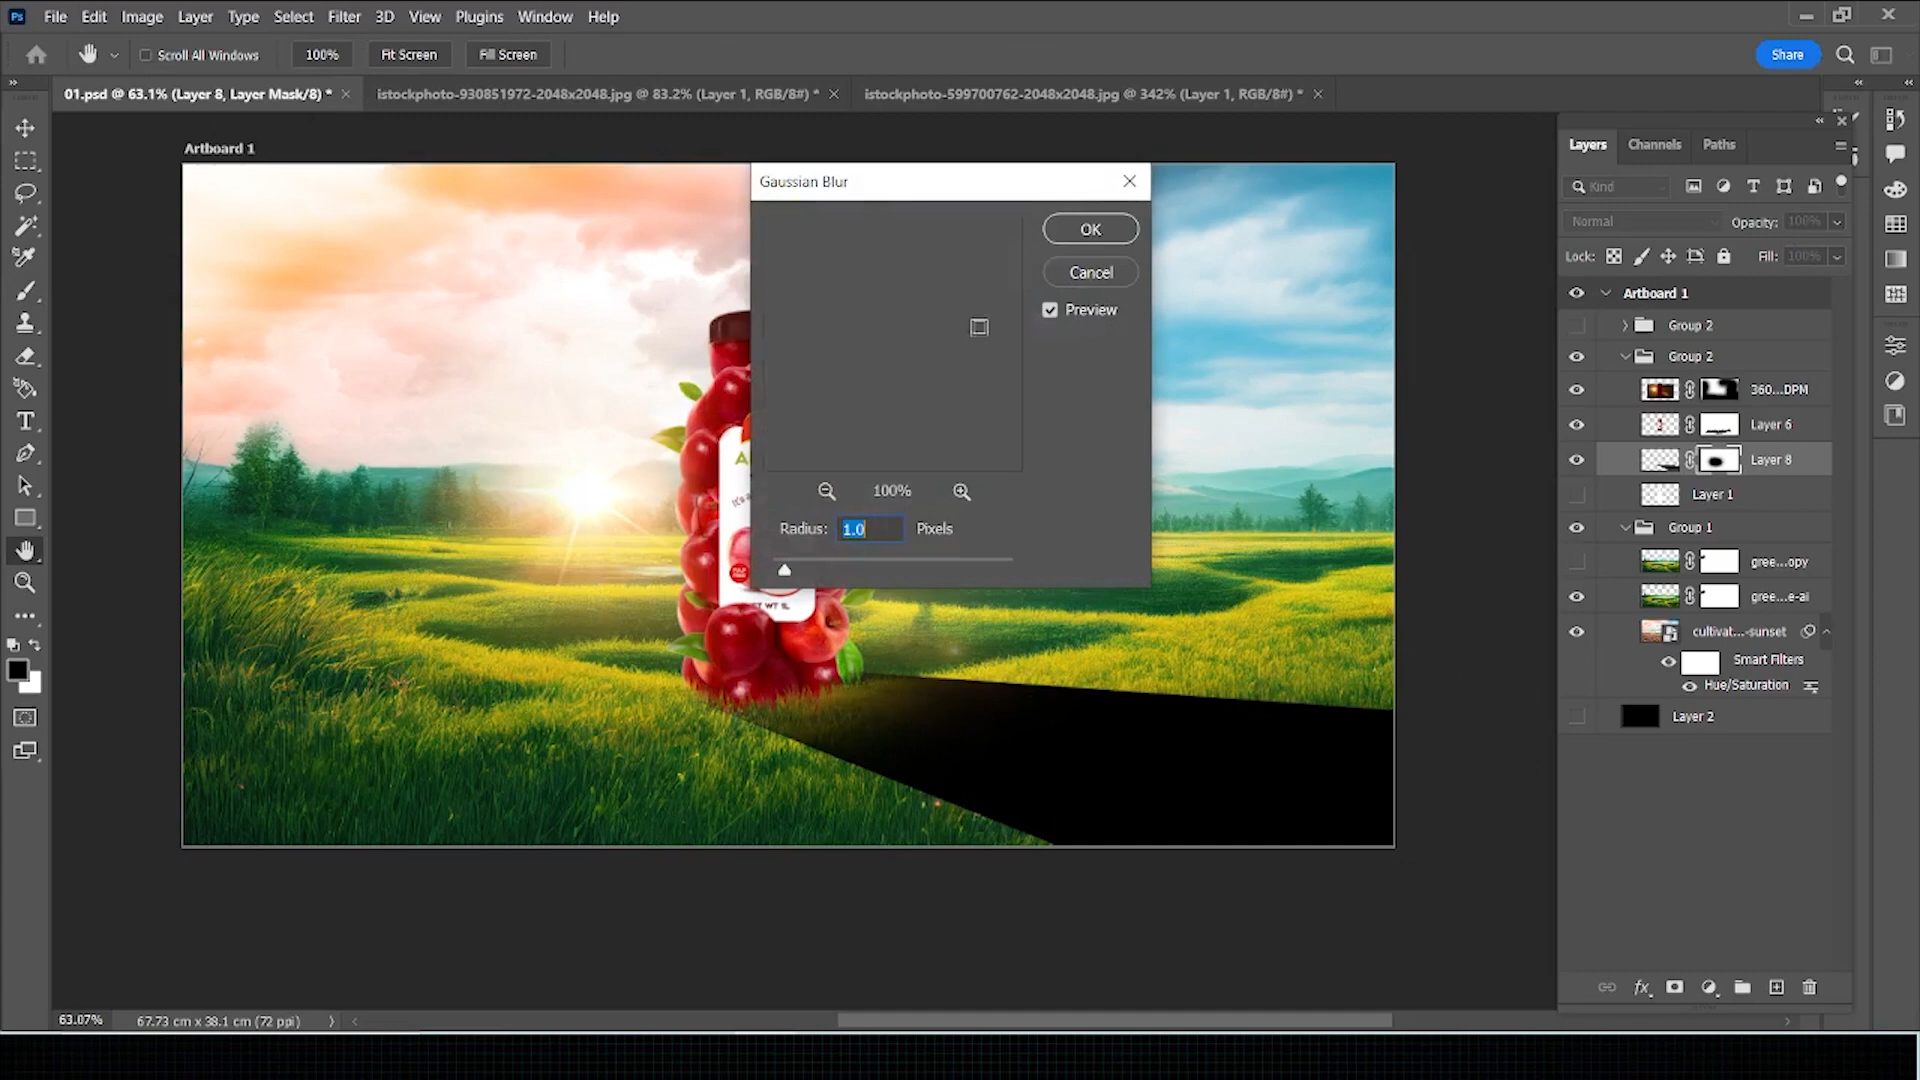 Ps File Edit Image Layer Type Select Filter 3D View Plugins Window Help
Scroll All Windows 100% Fit Screen Fill Screen Share
01.psd @ 63.1% (Layer 8, Layer Mask/8) *
istockphoto-930851972-2048x2048.jpg @ 83.2% (Layer 1, RGB/8#) *
istockphoto-599700762-2048x2048.jpg @ 342% (Layer 1, RGB/8#) *
Artboard 1
Gaussian Blur
OK
Cancel
Preview
100%
Radius: 1.0 Pixels
Layers Channels Paths
Kind
Normal Opacity: 100%
Lock: Fill: 100%
Artboard 1
Group 2
Group 2
360...DPM
Layer 6
Layer 8
Layer 1
Group 1
gree...opy
gree...e-ai
cultivat...-sunset
Smart Filters
Hue/Saturation
Layer 2
fx
63.07% 67.73 cm x 38.1 cm (72 ppi)